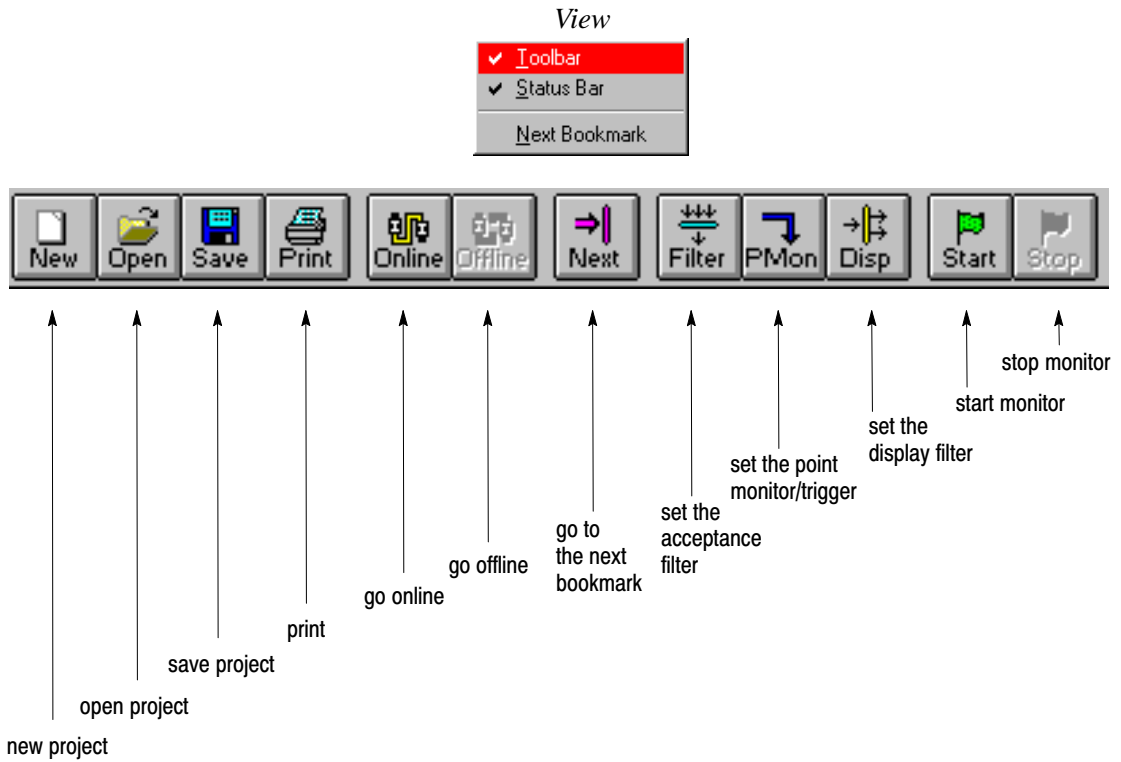 View
Toolbar
Status Bar
Next Bookmark
New Open Save Print Online Offline Next Filter PMon Disp Start Stop
stop monitor
start monitor
set the
display filter
set the point
monitor/trigger
set the
acceptance
filter
go to
the next
bookmark
go offline
go online
print
save project
open project
new project